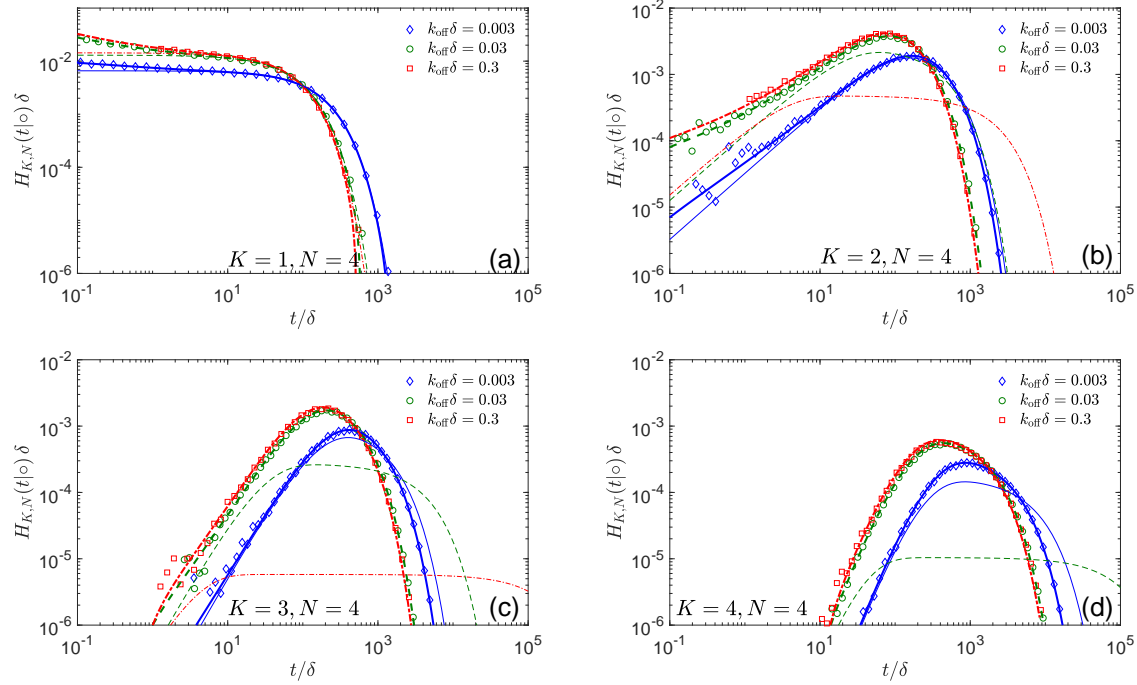 10^0
10^-2
10^-4
10^-6
H_{K,N}(t|○) δ
k_off δ = 0.003
k_off δ = 0.03
k_off δ = 0.3
K = 1, N = 4
(a)
10^-1 10^1 10^3 10^5
t/δ
10^-2
10^-3
10^-4
10^-5
10^-6
H_{K,N}(t|○) δ
k_off δ = 0.003
k_off δ = 0.03
k_off δ = 0.3
K = 2, N = 4
(b)
10^-1 10^1 10^3 10^5
t/δ
10^-2
10^-3
10^-4
10^-5
10^-6
H_{K,N}(t|○) δ
k_off δ = 0.003
k_off δ = 0.03
k_off δ = 0.3
K = 3, N = 4
(c)
10^-1 10^1 10^3 10^5
t/δ
10^-2
10^-3
10^-4
10^-5
10^-6
H_{K,N}(t|○) δ
k_off δ = 0.003
k_off δ = 0.03
k_off δ = 0.3
K = 4, N = 4
(d)
10^-1 10^1 10^3 10^5
t/δ